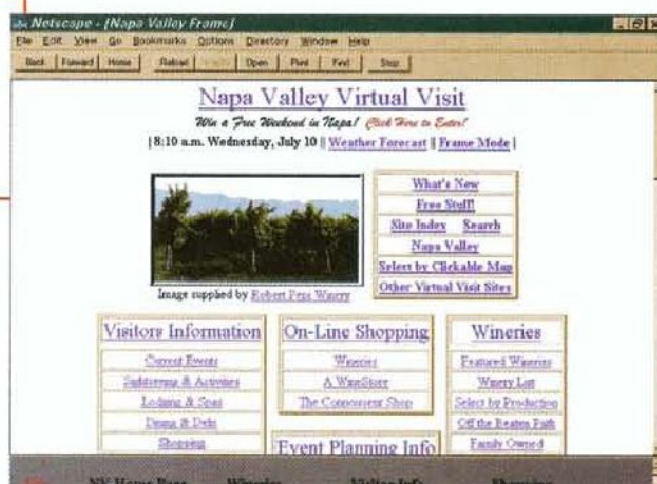 Netscape - [Napa Valley Frame]
File Edit View Go Bookmarks Options Directory Window Help
Back Forward Home Reload Open Print Find Stop
Napa Valley Virtual Visit
Win a Free Weekend in Napa! Click Here to Enter!
| 8:10 a.m. Wednesday, July 10 || Weather Forecast || Frame Mode |
What's New
Free Stuff!
Site Index Search
Napa Valley
Select by Clickable Map
Other Virtual Visit Sites
Image supplied by Robert Pepi Winery
Visitors Information
Current Events
Sightseeing & Activities
Lodging & Spas
Dining & Delis
Shopping
On-Line Shopping
Wineries
A WineStore
The Concurrent Shop
Event Planning Info
Wineries
Featured Wineries
Winery List
Select by Production
Off the Beaten Path
Family Owned
NV Home Page Wineries Visitor Info Shopping